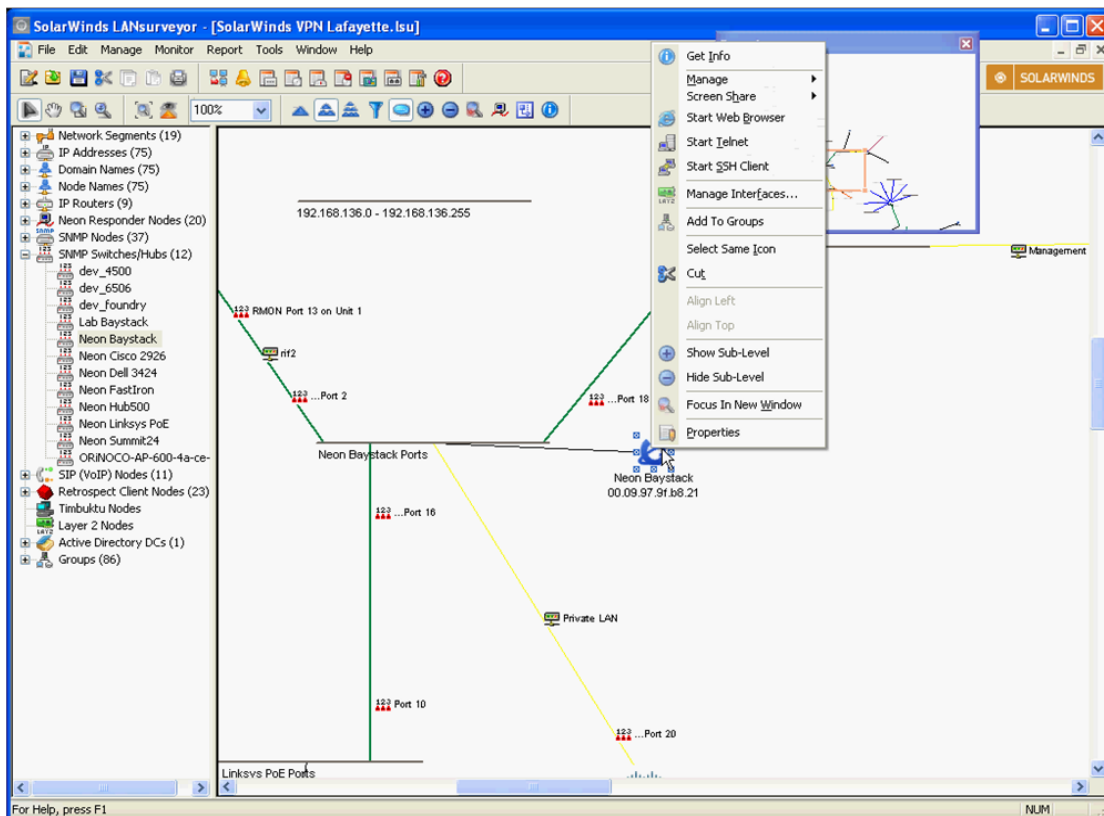 SolarWinds LANsurveyor - [SolarWinds VPN Lafayette.lsu]
File Edit Manage Monitor Report Tools Window Help
SOLARWINDS
100%
Network Segments (19)
IP Addresses (75)
Domain Names (75)
Node Names (75)
IP Routers (9)
Neon Responder Nodes (20)
SNMP Nodes (37)
SNMP Switches/Hubs (12)
dev_4500
dev_6506
dev_foundry
Lab Baystack
Neon Baystack
Neon Cisco 2926
Neon Dell 3424
Neon FastIron
Neon Hub500
Neon Linksys PoE
Neon Summit24
ORiNOCO-AP-600-4a-ce-
SIP (VoIP) Nodes (11)
Retrospect Client Nodes (23)
Timbuktu Nodes
Layer 2 Nodes
Active Directory DCs (1)
Groups (86)
192.168.136.0 - 192.168.136.255
RMON Port 13 on Unit 1
rif2
...Port 2
...Port 18
Neon Baystack Ports
Neon Baystack
00.09.97.9f.b8.21
...Port 16
Private LAN
Port 10
...Port 20
Linksys PoE Ports
Management
Get Info
Manage
Screen Share
Start Web Browser
Start Telnet
Start SSH Client
Manage Interfaces...
Add To Groups
Select Same Icon
Cut
Align Left
Align Top
Show Sub-Level
Hide Sub-Level
Focus In New Window
Properties
For Help, press F1
NUM